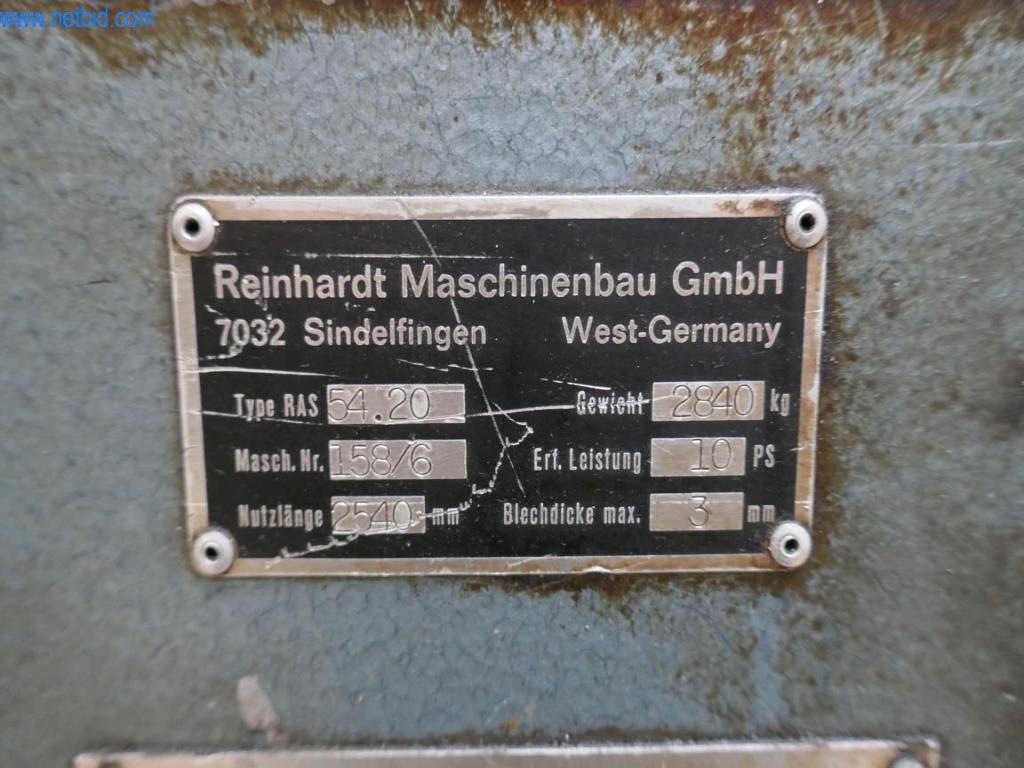 www.netbid.com
Reinhardt Maschinenbau GmbH
7032 Sindelfingen West-Germany
Type RAS 54.20 Gewicht 2840 kg
Masch. Nr. 158/6 Erf. Leistung 10 PS
Nutzlänge 2540 mm Blechdicke max. 3 mm